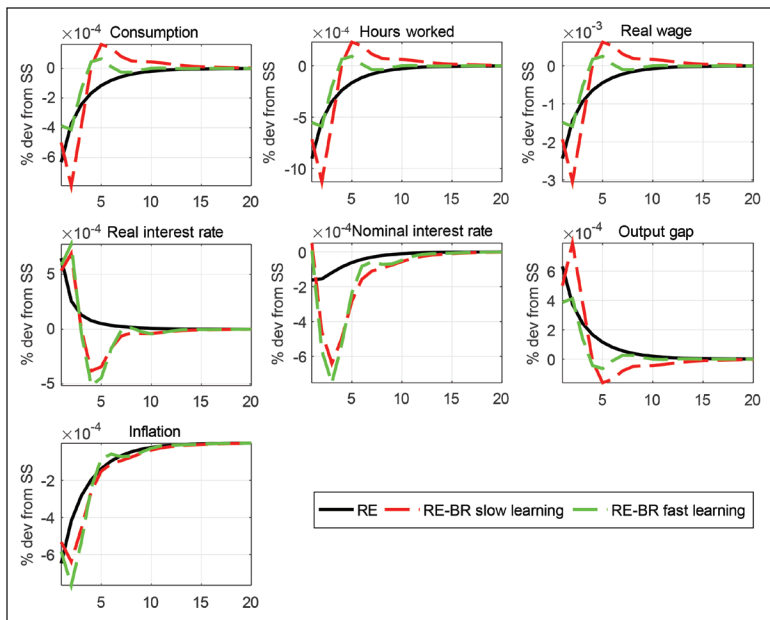 ×10⁻⁴ Consumption
% dev from SS
0
-2
-4
-6
5 10 15 20
×10⁻⁴ Hours worked
% dev from SS
0
-5
-10
5 10 15 20
×10⁻³ Real wage
% dev from SS
0
-1
-2
-3
5 10 15 20
×10⁻⁴ Real interest rate
% dev from SS
5
0
-5
5 10 15 20
×10⁻⁴ Nominal interest rate
% dev from SS
0
-2
-4
-6
5 10 15 20
×10⁻⁴ Output gap
% dev from SS
6
4
2
0
5 10 15 20
×10⁻⁴ Inflation
% dev from SS
-2
-4
-6
5 10 15 20
RE RE-BR slow learning RE-BR fast learning